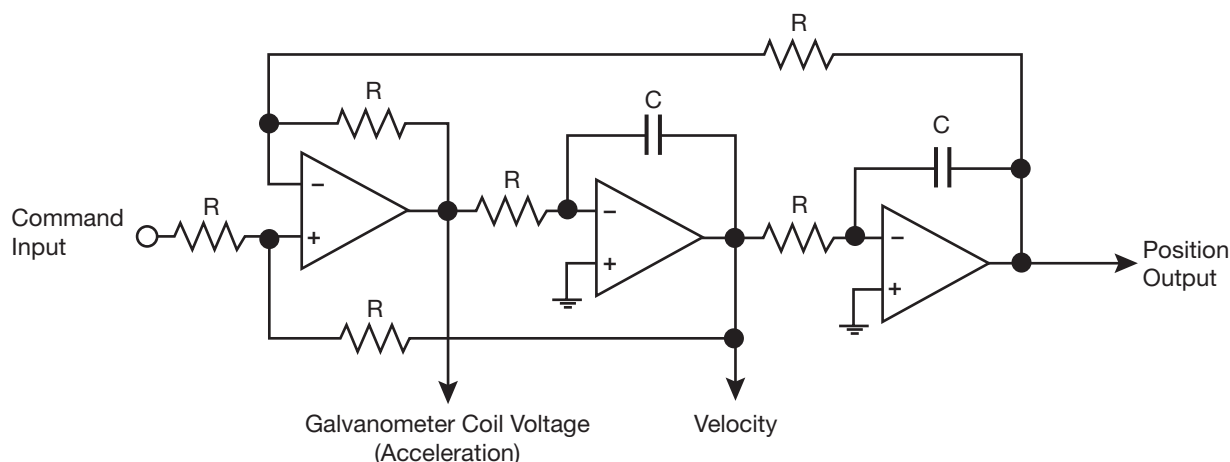 R
R
C
C
R
R
R
−
+
−
+
−
+
Command
Input
Position
Output
R
Galvanometer Coil Voltage
(Acceleration)
Velocity